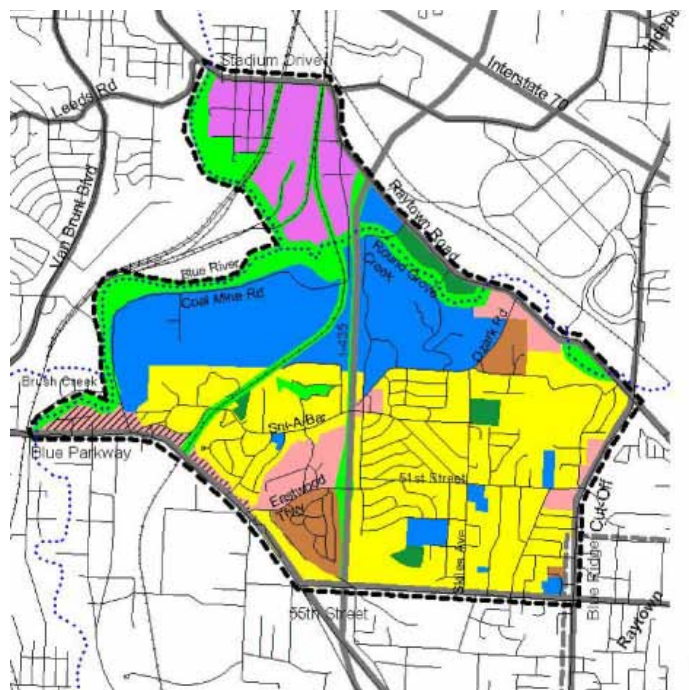 Stadium Drive
Interstate 70
Leeds Rd
Van Brunt Blvd
Raytown Road
Round Grove
Creek
Blue River
Coal Mine Rd
I-435
Ozark Rd
Brush Creek
Sni-A-Bar
Blue Parkway
51st Street
Eastwood
Tfwy
Blue Ridge Cut-Off
Skiles Ave
55th Street
Raytown